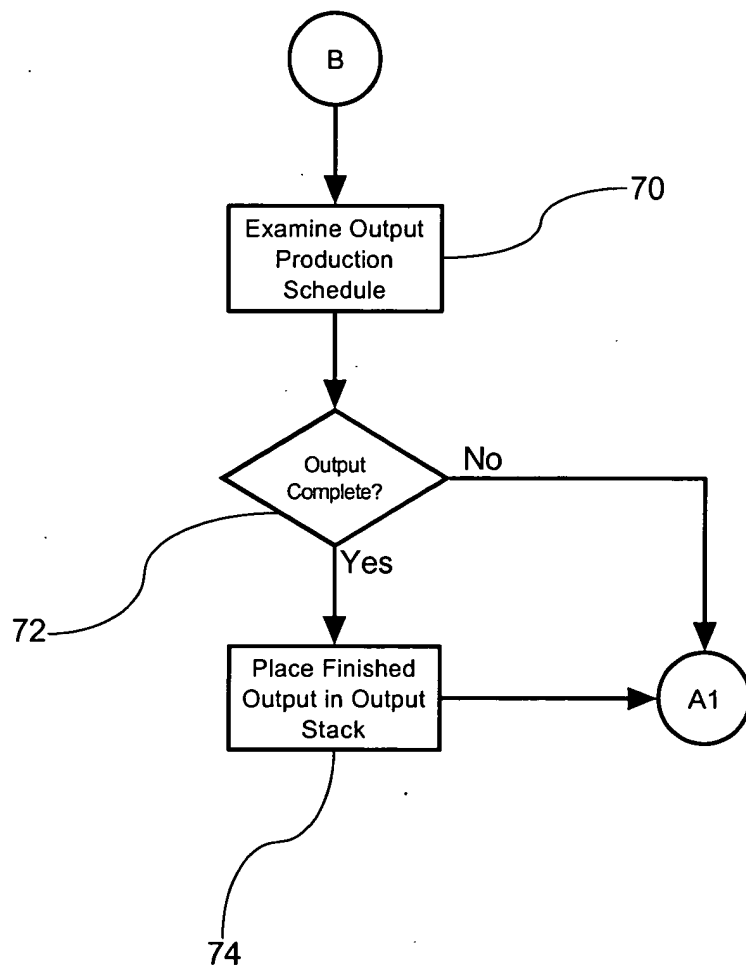 B
70
Examine Output
Production
Schedule
Output
Complete?
No
Yes
72
Place Finished
Output in Output
Stack
A1
74